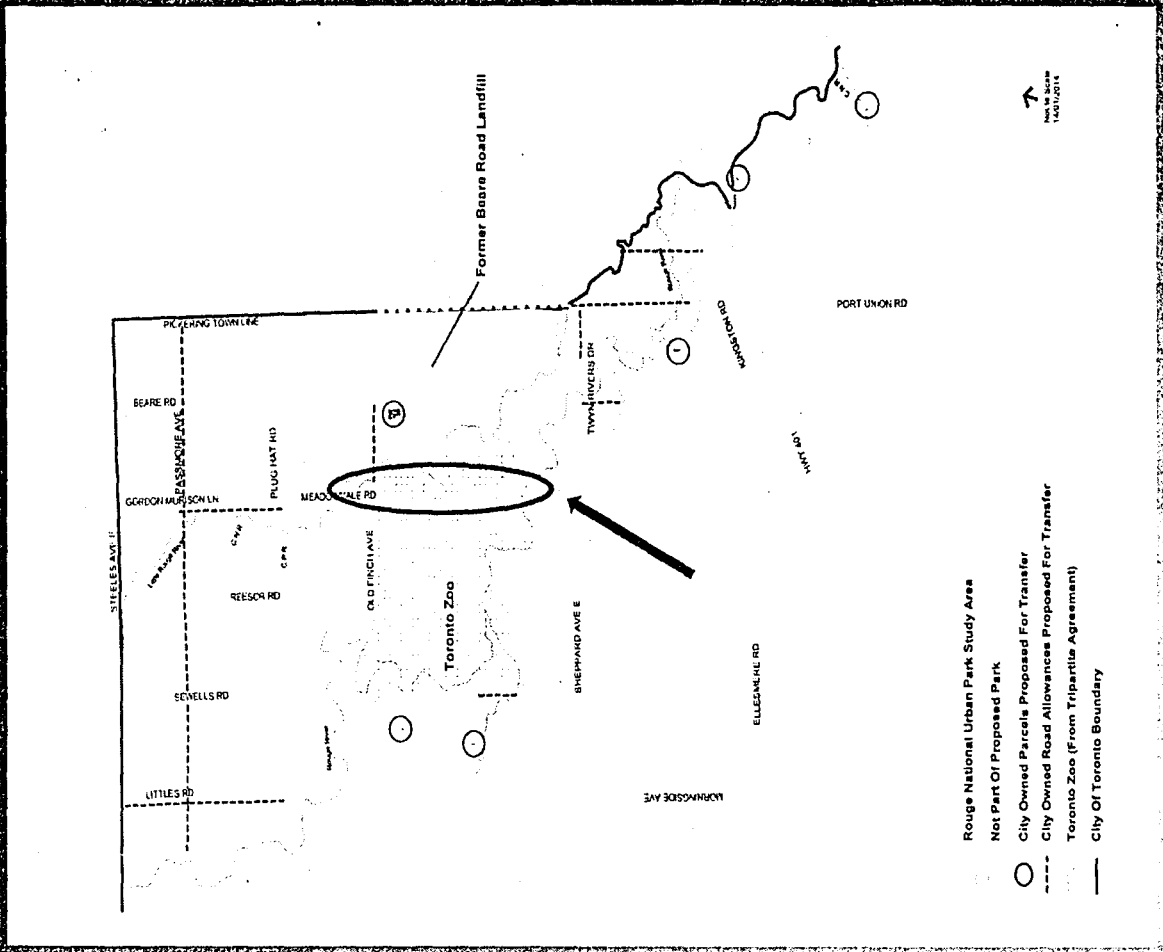 Former Beare Road Landfill
Not to Scale
14/01/2014
CNR
PICKERING TOWN LINE
PORT UNION RD
KINGSTON RD
BEARE RD
PASSMORE AVE
TWYN RIVERS DR
PLUG HAT RD
HWY 401
GORDON MURISON LN
MEADOWVALE RD
STEELES AVE E
CNR
CPR
OLD FINCH AVE
REESOR RD
Toronto Zoo
SHEPPARD AVE E
SEWELLS RD
ELLESMERE RD
LITTLES RD
MORNINGSIDE AVE
Rouge National Urban Park Study Area
Not Part Of Proposed Park
City Owned Parcels Proposed For Transfer
City Owned Road Allowances Proposed For Transfer
Toronto Zoo (From Tripartite Agreement)
City Of Toronto Boundary